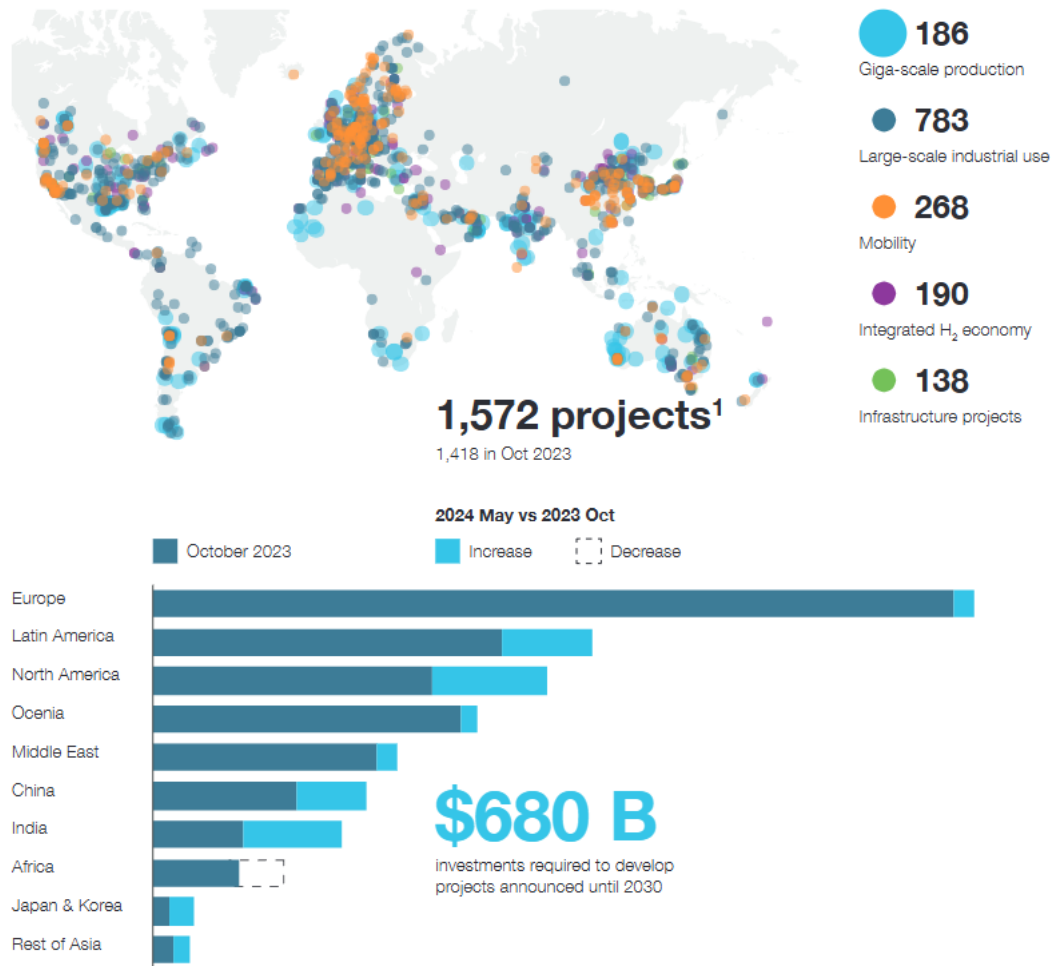 186
Giga-scale production
783
Large-scale industrial use
268
Mobility
190
Integrated H₂ economy
138
Infrastructure projects
1,572 projects¹
1,418 in Oct 2023
2024 May vs 2023 Oct
October 2023
Increase
Decrease
Europe
Latin America
North America
Ocenia
Middle East
China
India
Africa
Japan & Korea
Rest of Asia
$680 B
investments required to develop
projects announced until 2030